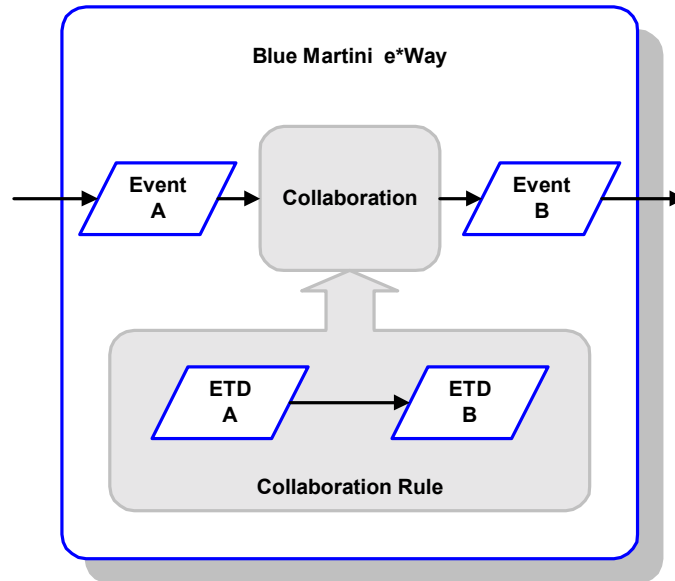 Blue Martini  e*Way
Event
A
Collaboration
Event
B
ETD
A
ETD
B
Collaboration Rule